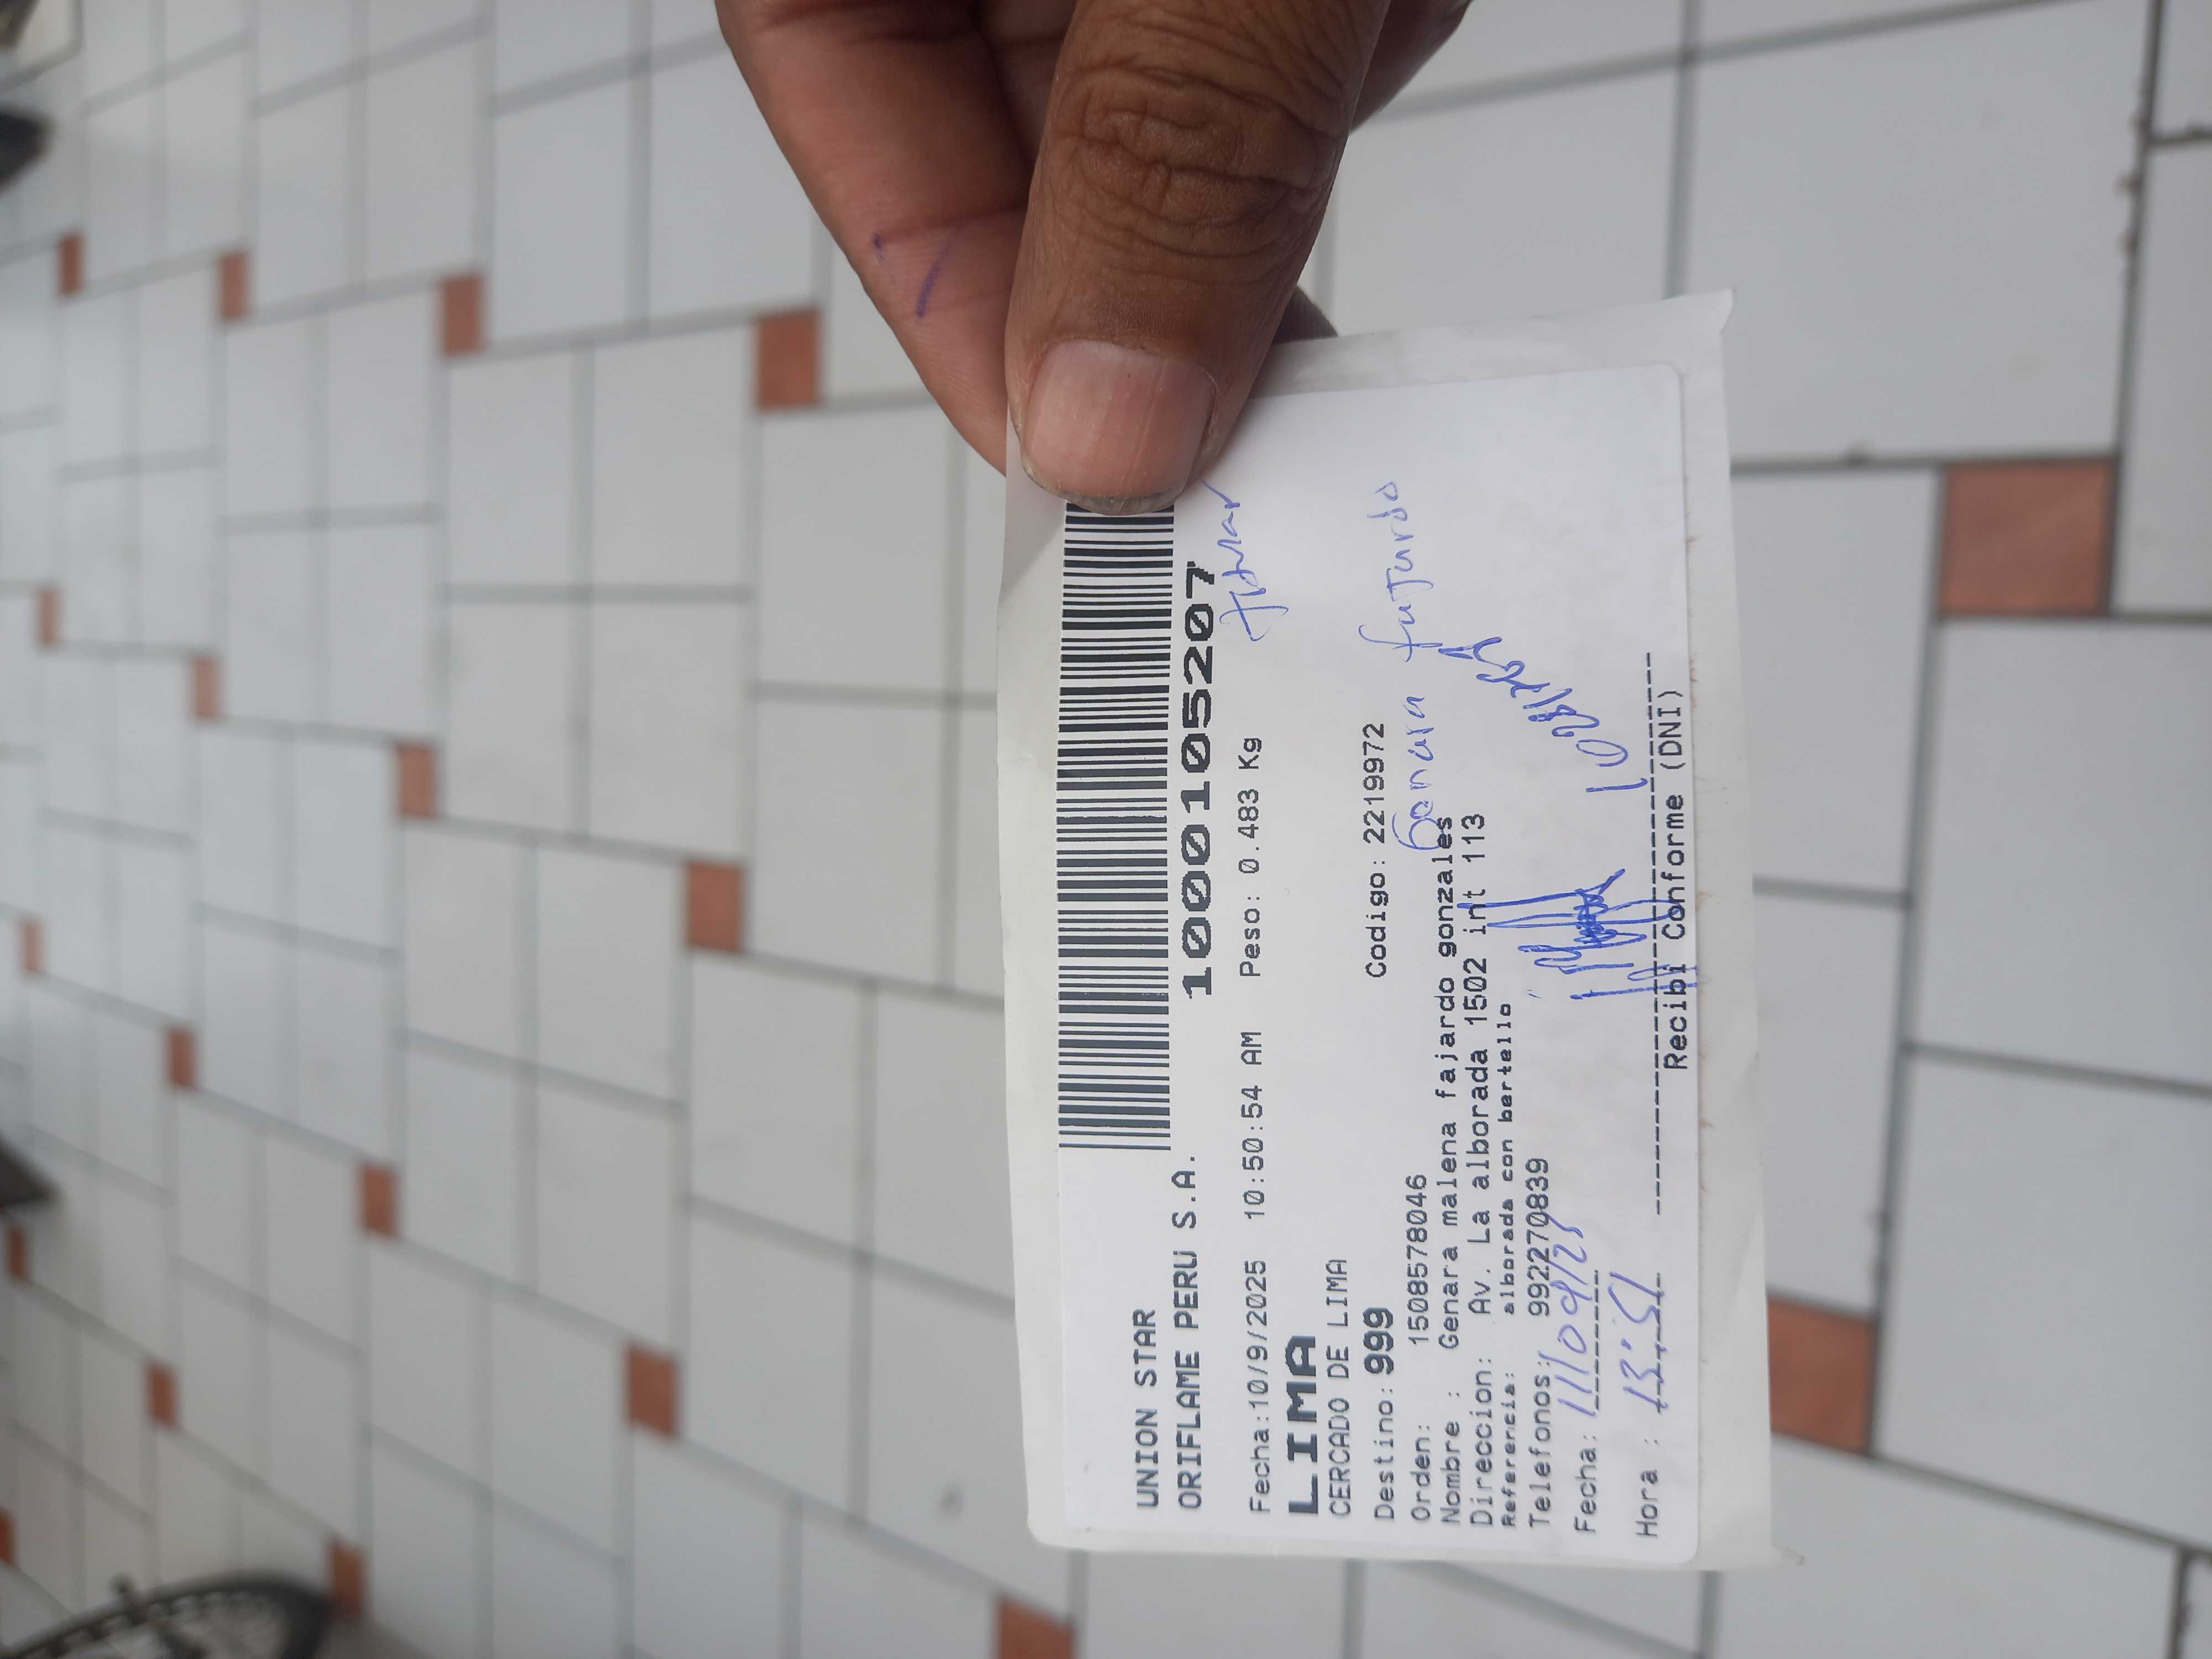 UNION STAR
ORIFLAME PERU S.A.
1000105207
Fecha:10/9/2025 10:50:54 AM Peso: 0.483 Kg
LIMA
CERCADO DE LIMA
Destino: 999 Codigo: 2219972
Orden: 1508578046
Genara fajardo
Nombre : Genara malena fajardo gonzales
Direccion: Av. La alborada 1502 int 113
Referencia: alborada con bertello
Telefonos: 992270839
Fecha: 11/09/25
Hora : 13:51
Recibi Conforme (DNI)